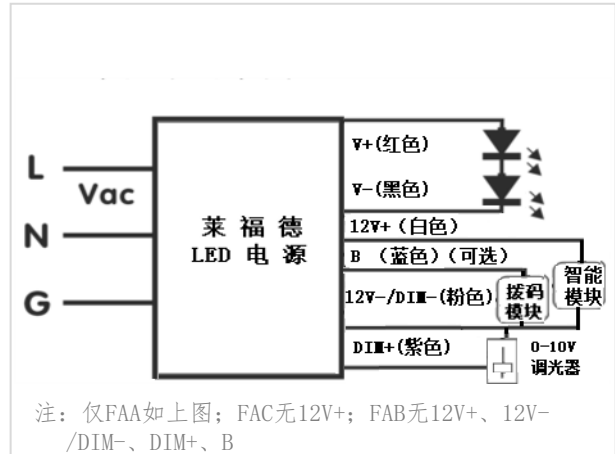 L
Vac
N
G
莱福德
LED 电源
V+(红色)
V-(黑色)
12V+(白色)
B (蓝色)(可选)
12V-/DIM-(粉色)
DIM+(紫色)
拨码
模块
智能
模块
0-10V
调光器
注: 仅FAA如上图; FAC无12V+; FAB无12V+、12V-
/DIM-、DIM+、B